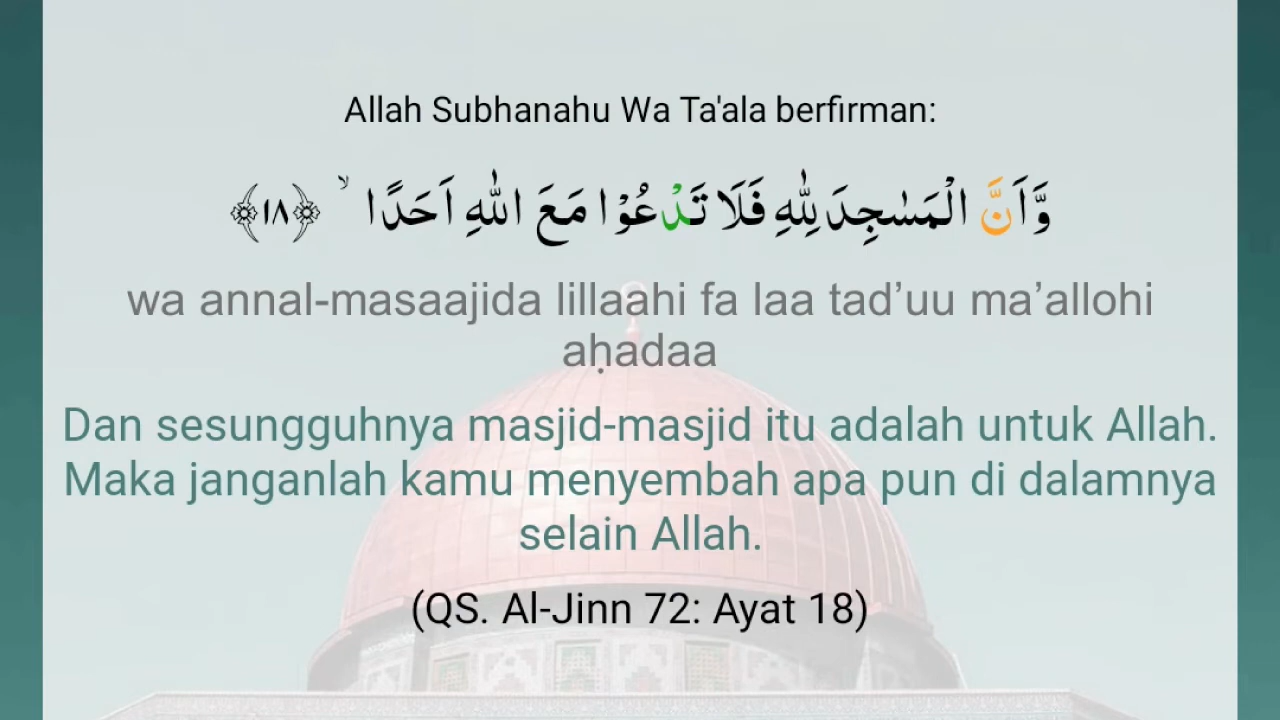 Allah Subhanahu Wa Ta'ala berfirman:
وَّاَنَّ الْمَسٰجِدَ لِلّٰهِ فَلَا تَدْعُوْا مَعَ اللّٰهِ اَحَدًا ۙ ﴿١٨﴾
wa annal-masaajida lillaahi fa laa tad’uu ma’allohi
aḥadaa
Dan sesungguhnya masjid-masjid itu adalah untuk Allah.
Maka janganlah kamu menyembah apa pun di dalamnya
selain Allah.
(QS. Al-Jinn 72: Ayat 18)